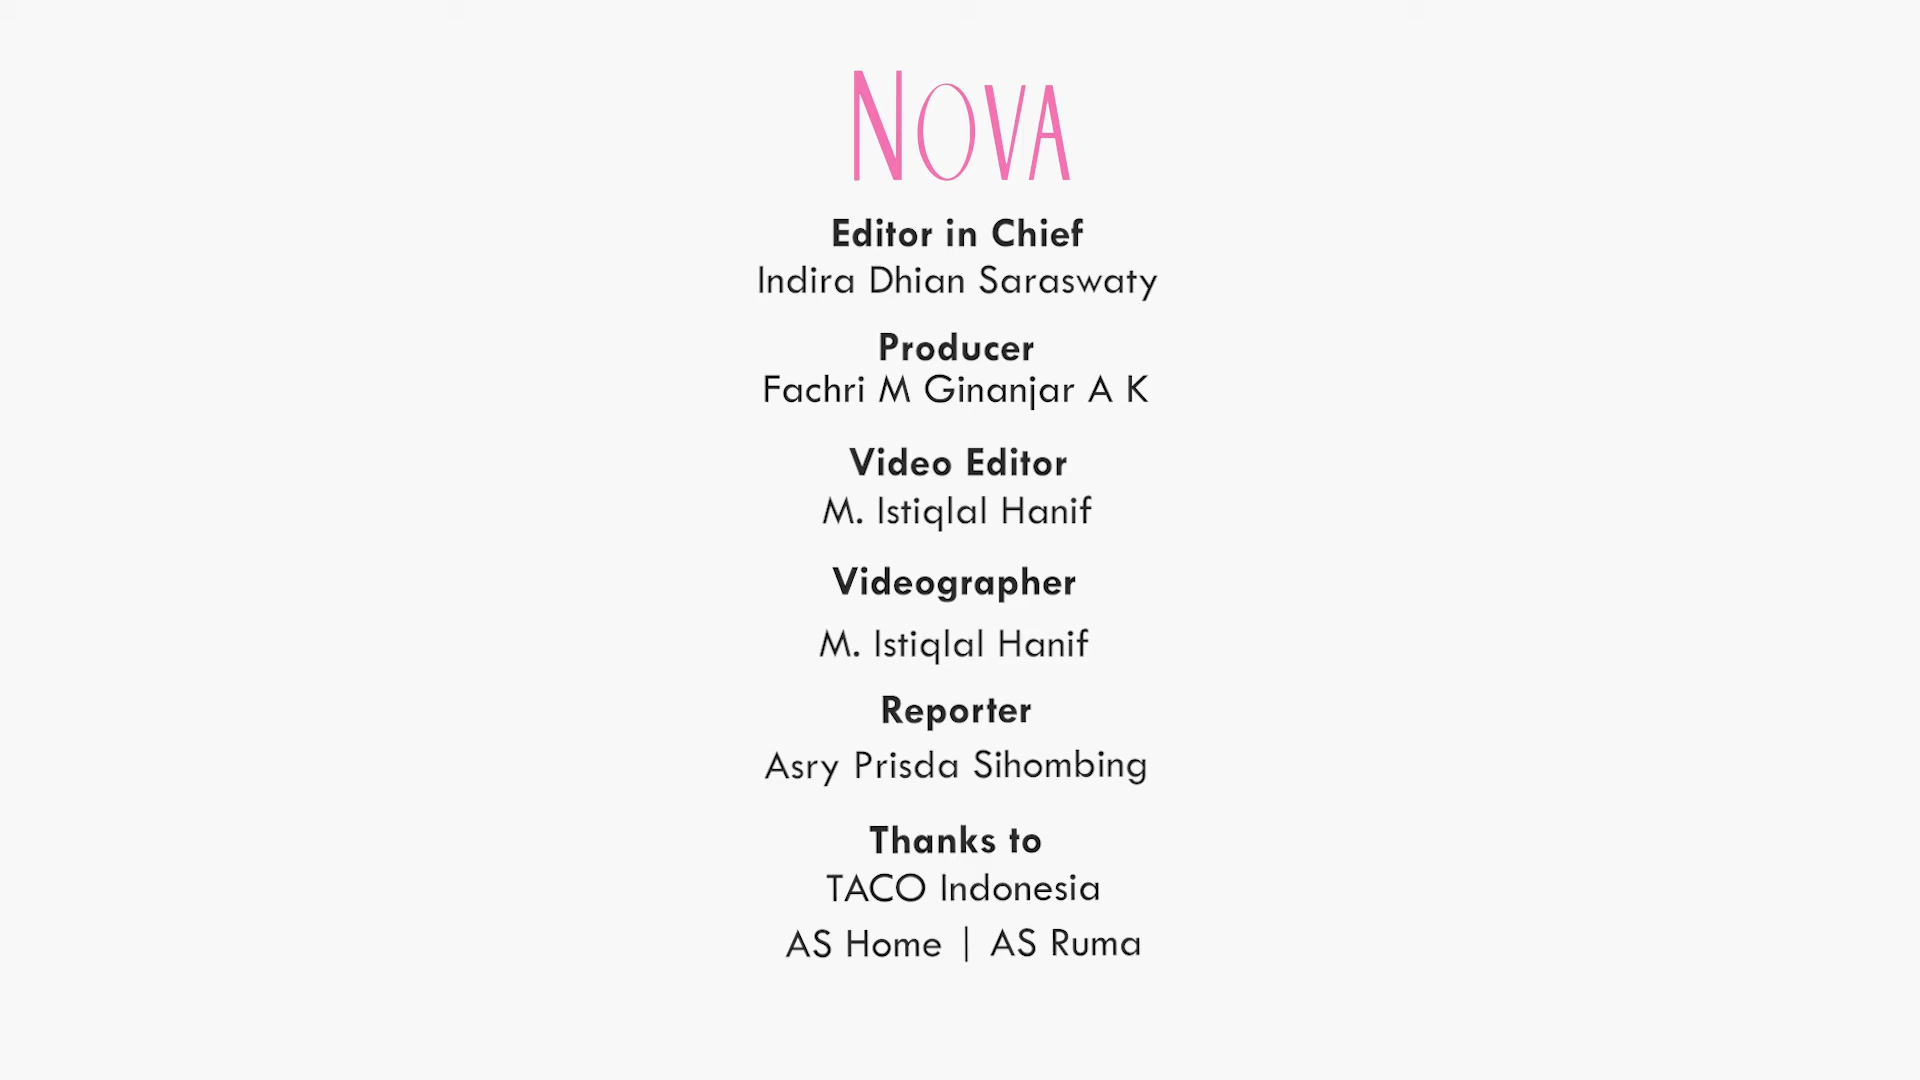 NOVA
Editor in Chief
Indira Dhian Saraswaty
Producer
Fachri M Ginanjar A K
Video Editor
M. Istiqlal Hanif
Videographer
M. Istiqlal Hanif
Reporter
Asry Prisda Sihombing
Thanks to
TACO Indonesia
AS Home | AS Ruma